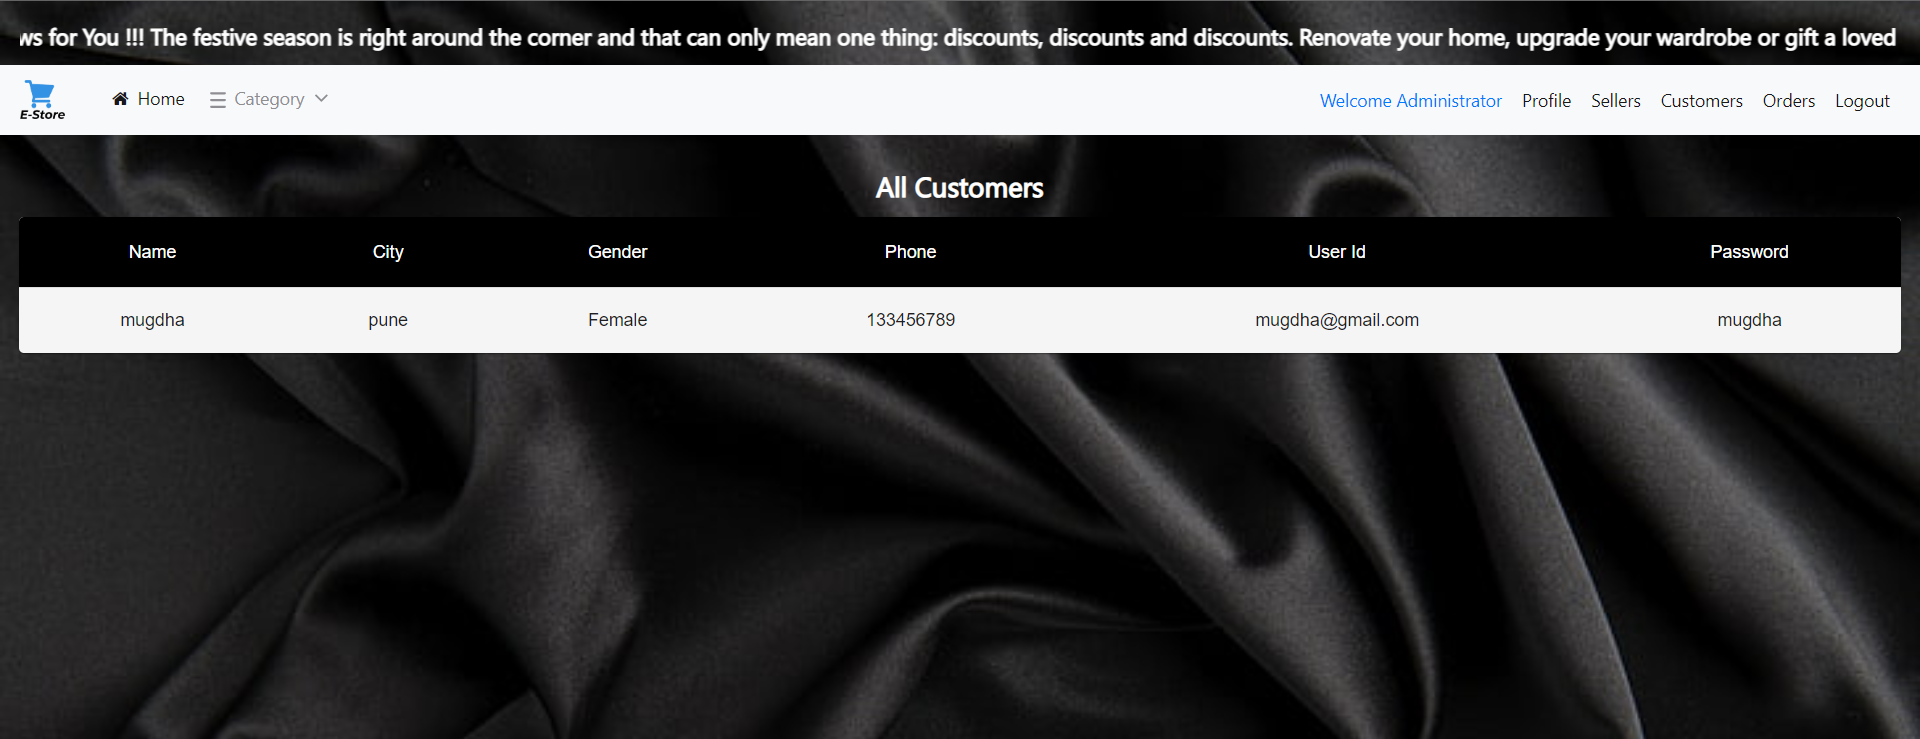 ws for You !!! The festive season is right around the corner and that can only mean one thing: discounts, discounts and discounts. Renovate your home, upgrade your wardrobe or gift a loved
E-Store
Home Category Welcome Administrator Profile Sellers Customers Orders Logout
All Customers
Name City Gender Phone User Id Password
mugdha pune Female 133456789 mugdha@gmail.com mugdha